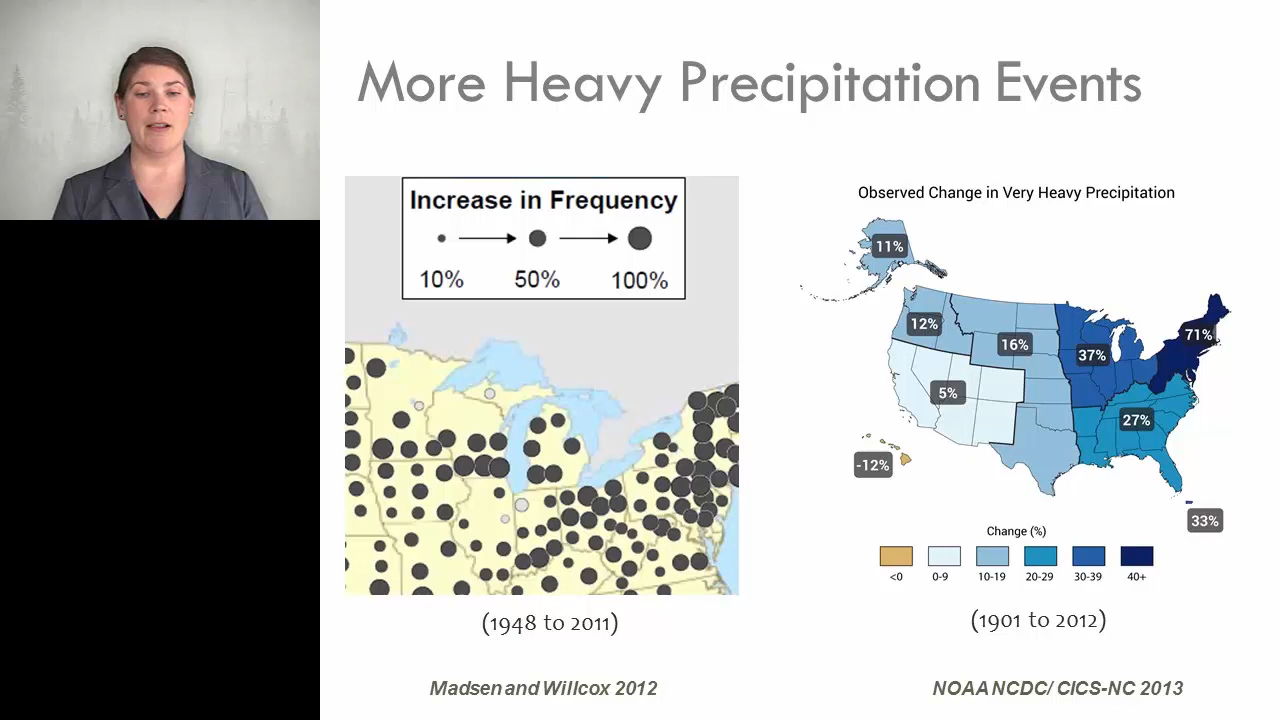 More Heavy Precipitation Events
Increase in Frequency
10% 50% 100%
(1948 to 2011)
Madsen and Willcox 2012
Observed Change in Very Heavy Precipitation
11%
12%
16%
37%
71%
5%
27%
-12%
33%
Change (%)
<0 0-9 10-19 20-29 30-39 40+
(1901 to 2012)
NOAA NCDC/ CICS-NC 2013